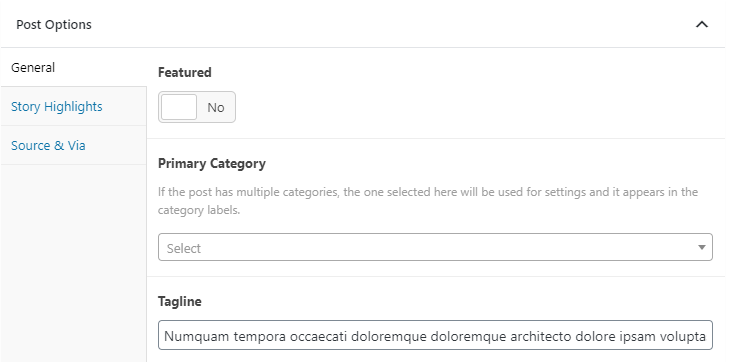 Post Options
General
Story Highlights
Source & Via
Featured
No
Primary Category
If the post has multiple categories, the one selected here will be used for settings and it appears in the
category labels.
Select
Tagline
Numquam tempora occaecati doloremque doloremque architecto dolore ipsam volupta